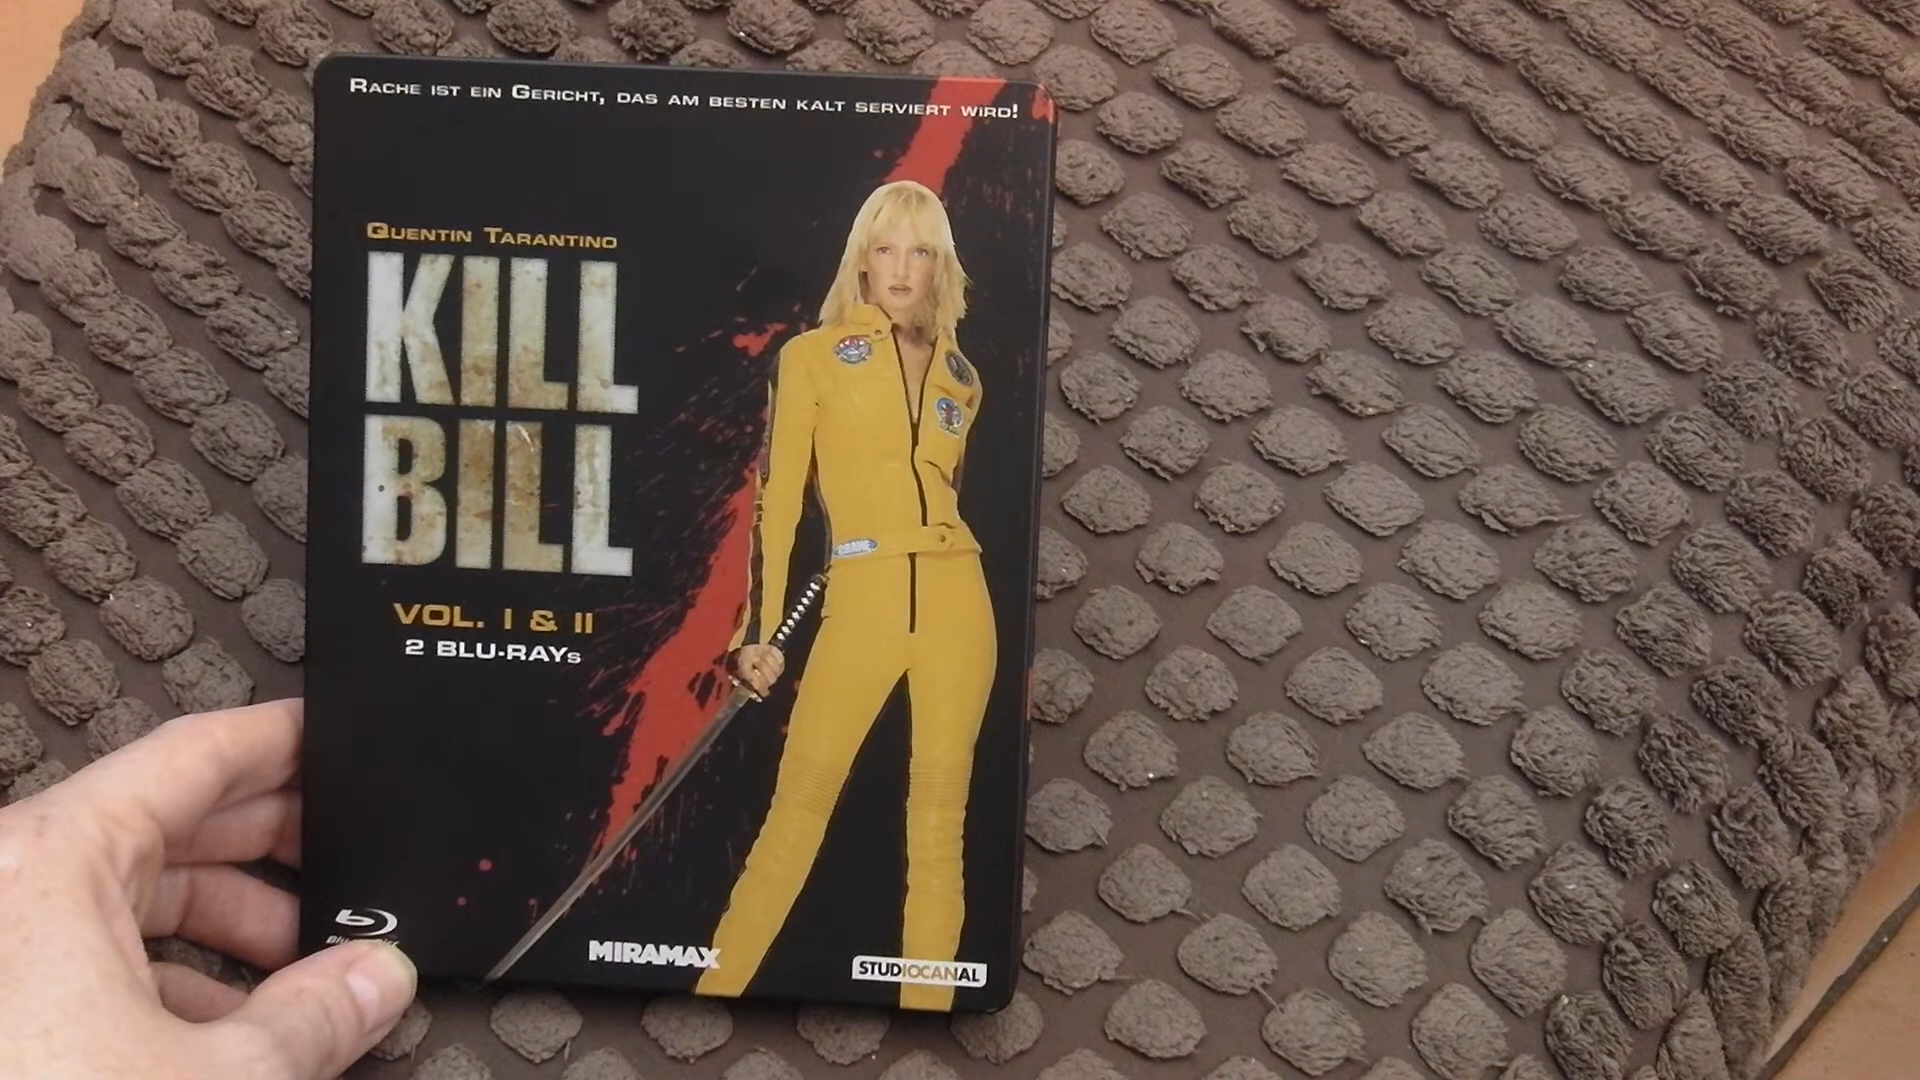 RACHE IST EIN GERICHT, DAS AM BESTEN KALT SERVIERT WIRD!
QUENTIN TARANTINO
KILL
BILL
VOL. I & II
2 BLU-RAYs
MIRAMAX
STUDIOCANAL